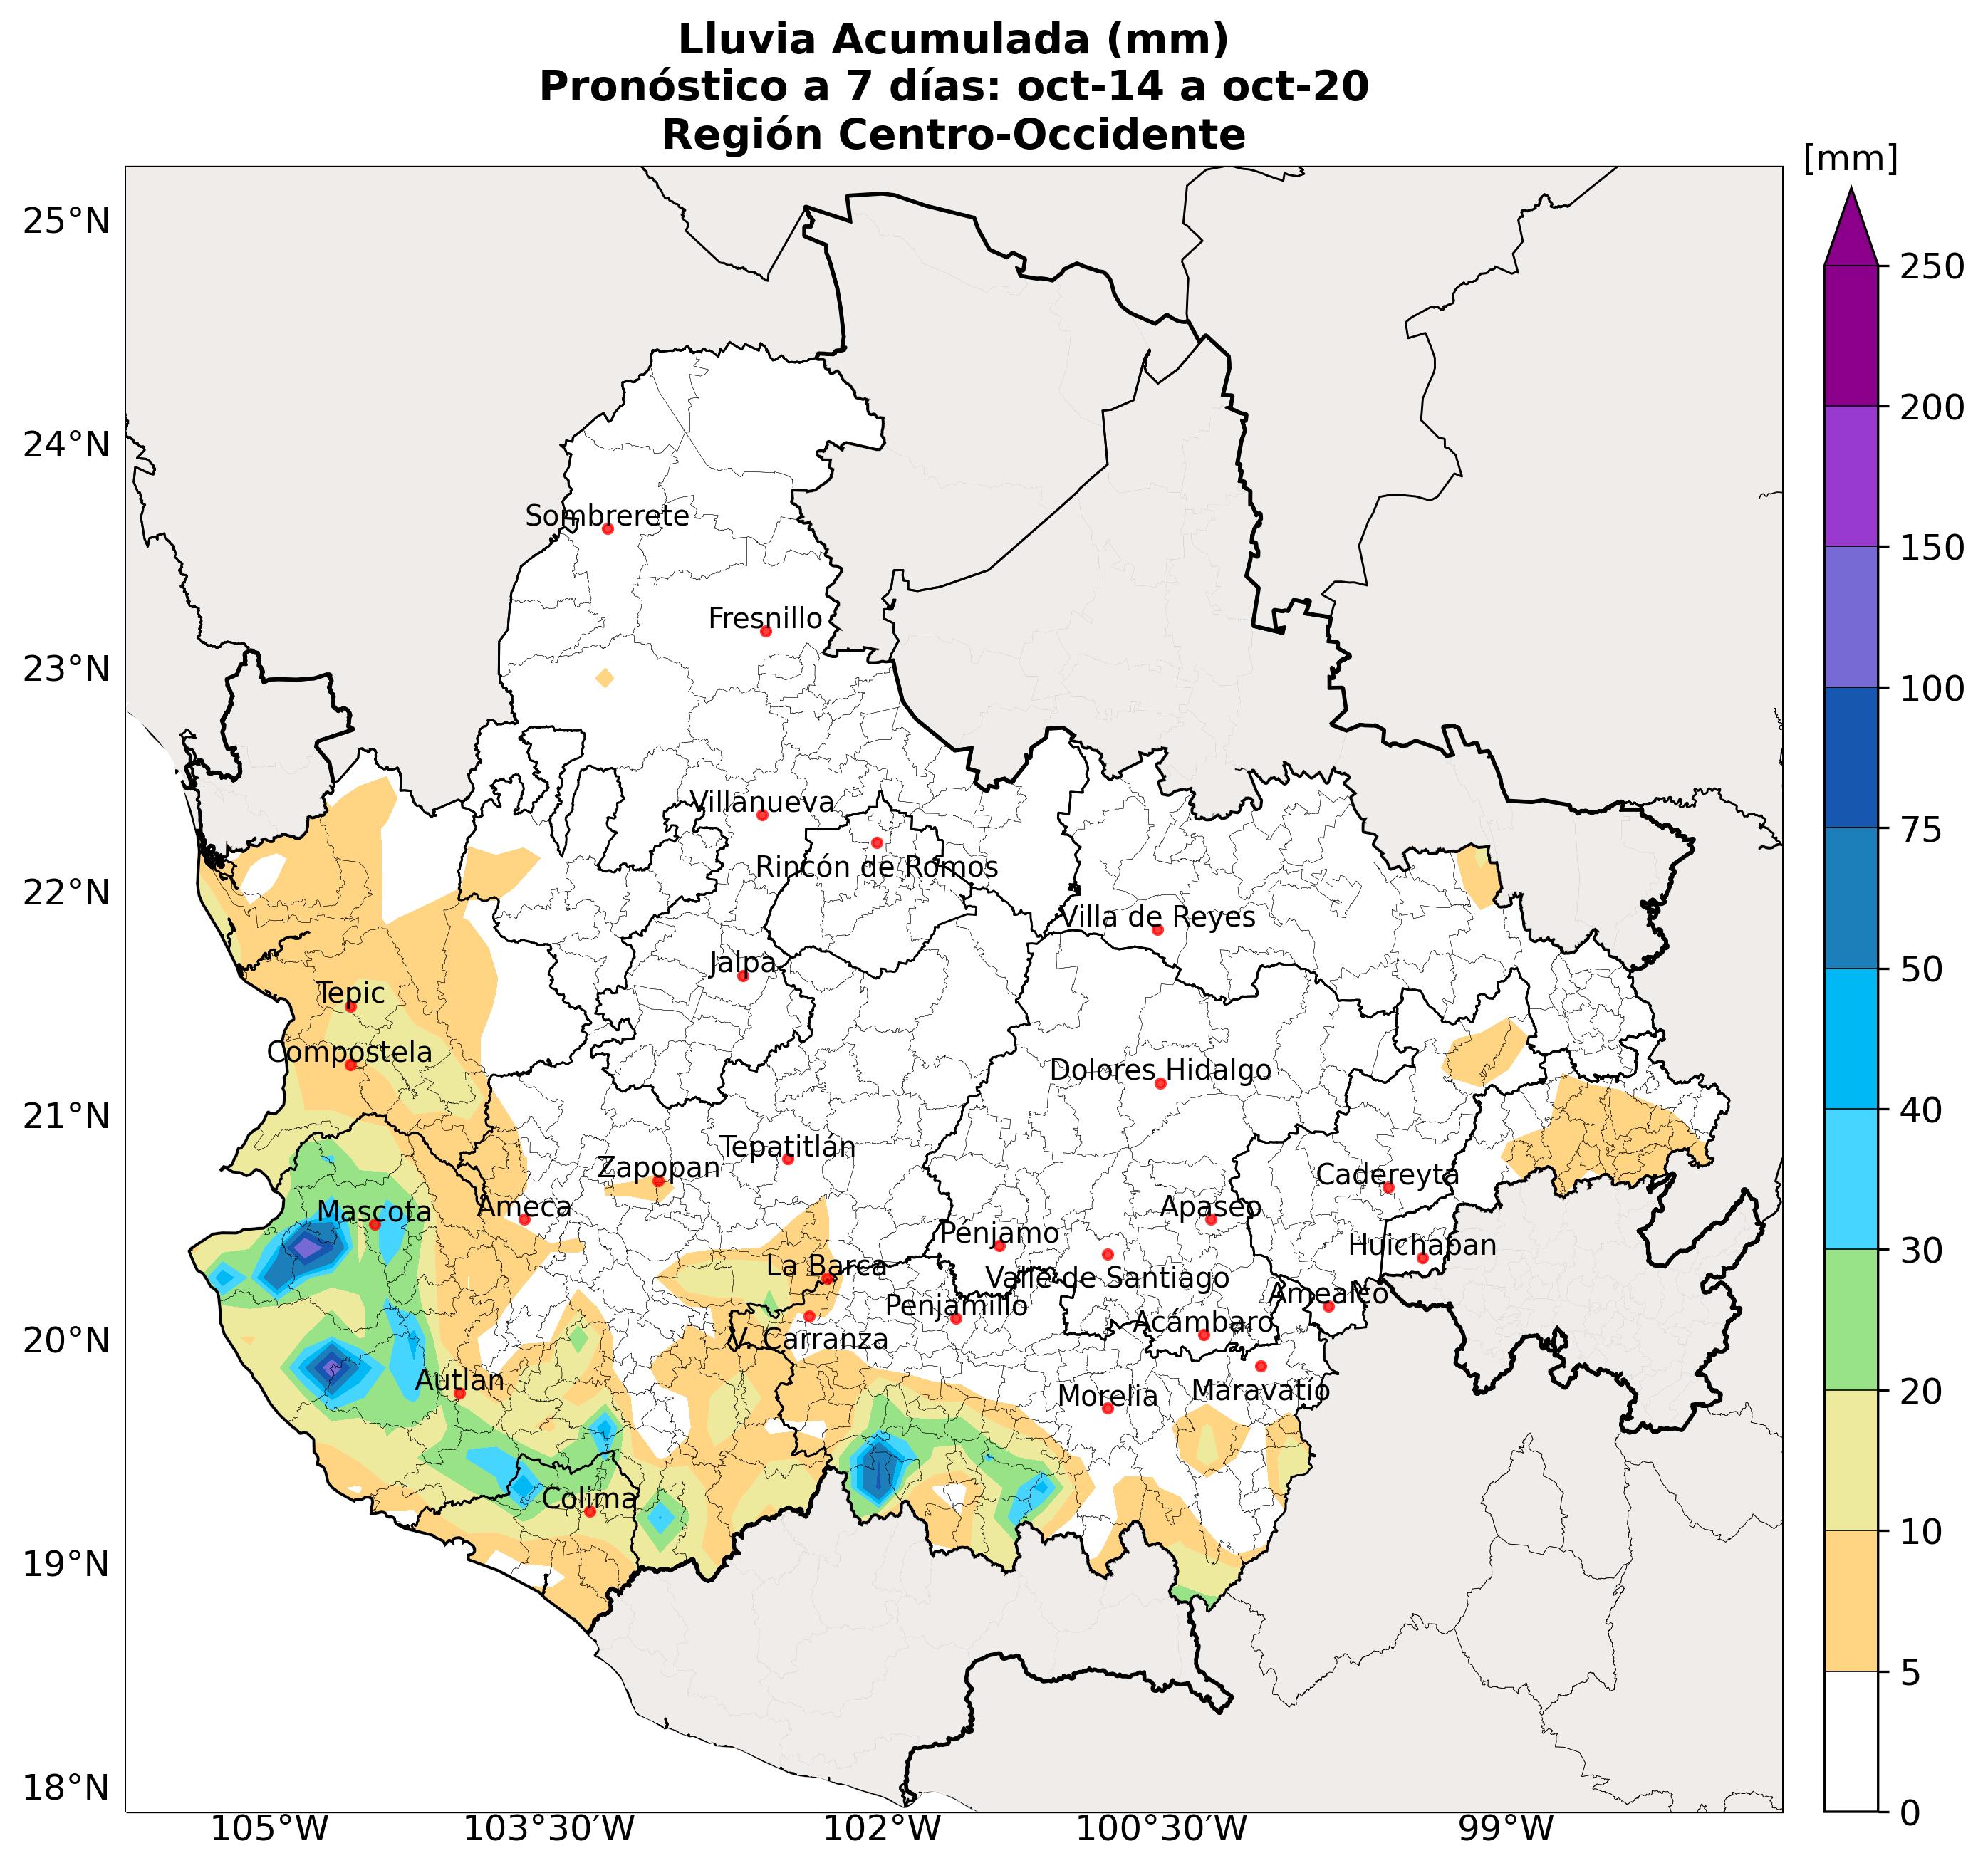 Lluvia Acumulada (mm)
Pronóstico a 7 días: oct-14 a oct-20
Región Centro-Occidente
[mm]
25°N
250
200
24°N
Sombrerete
150
Fresnillo
23°N
100
Villanueva
75
Rincón de Romos
22°N
Villa de Reyes
Jalpa
50
Tepic
Compostela
Dolores Hidalgo
21°N
40
Tepatitlán
Zapopan
Cadereyta
Mascota
Ameca
Apaseo
Pénjamo
Huichapan
30
La Barca
Valle de Santiago
Amealco
Penjamillo
20°N
V. Carranza
Acámbaro
Autlan
Morelia
Maravatío
20
Colima
10
19°N
5
18°N
0
105°W
103°30'W
102°W
100°30'W
99°W